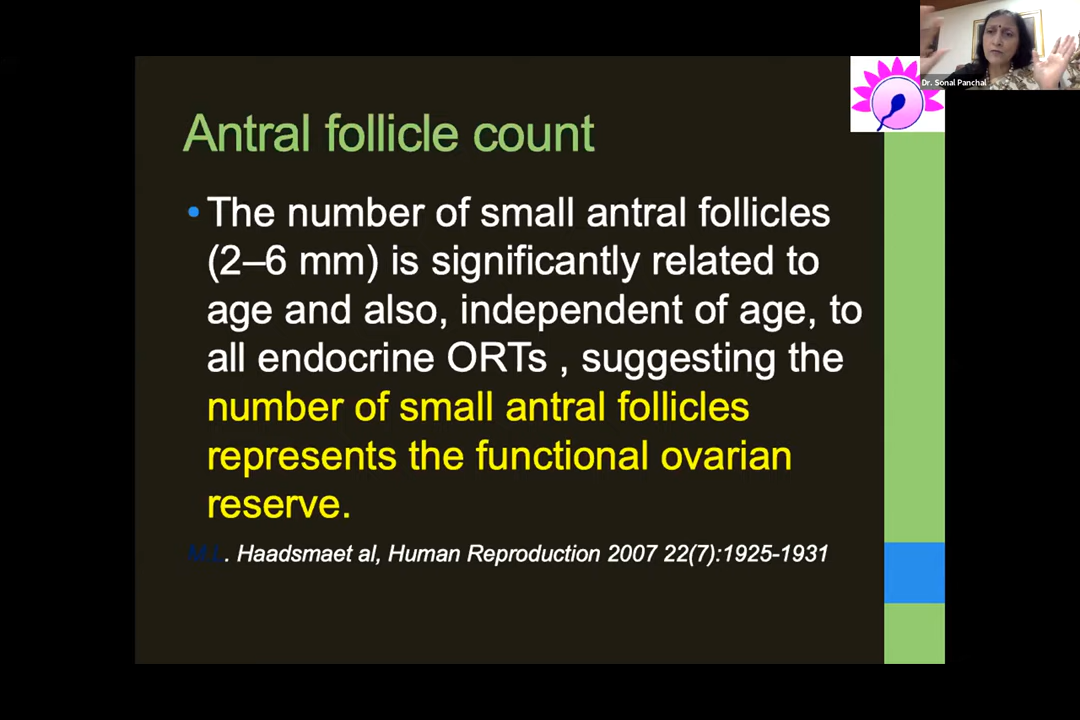 Dr. Sonal Panchal
Antral follicle count
• The number of small antral follicles
(2–6 mm) is significantly related to
age and also, independent of age, to
all endocrine ORTs , suggesting the
number of small antral follicles
represents the functional ovarian
reserve.
M.L. Haadsmaet al, Human Reproduction 2007 22(7):1925-1931